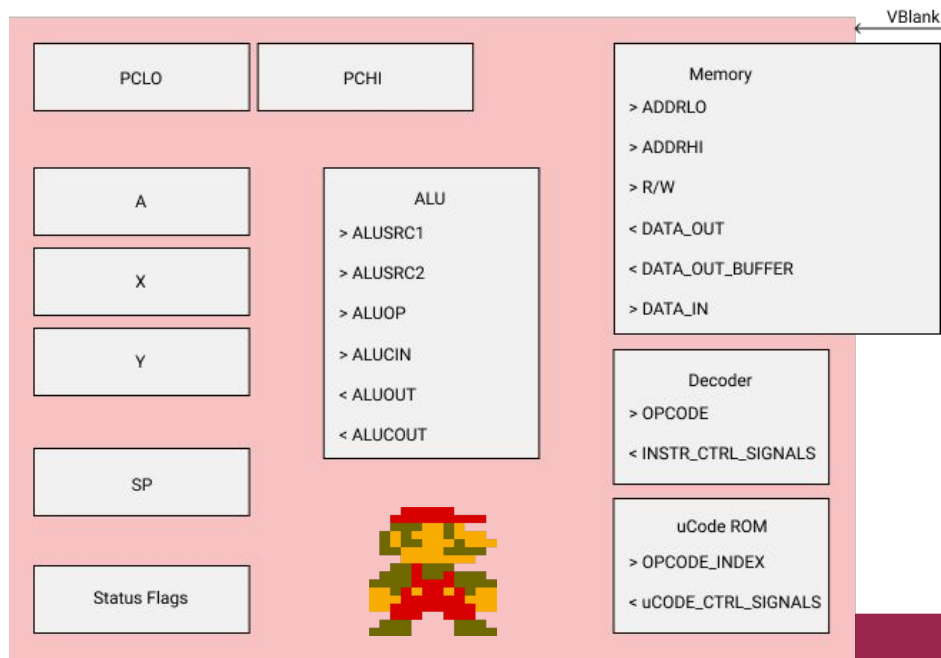 VBlank
PCLO
PCHI
A
X
Y
SP
Status Flags
ALU
> ALUSRC1
> ALUSRC2
> ALUOP
> ALUCIN
< ALUOUT
< ALUCOUT
Memory
> ADDRLO
> ADDRHI
> R/W
< DATA_OUT
< DATA_OUT_BUFFER
> DATA_IN
Decoder
> OPCODE
< INSTR_CTRL_SIGNALS
uCode ROM
> OPCODE_INDEX
< uCODE_CTRL_SIGNALS